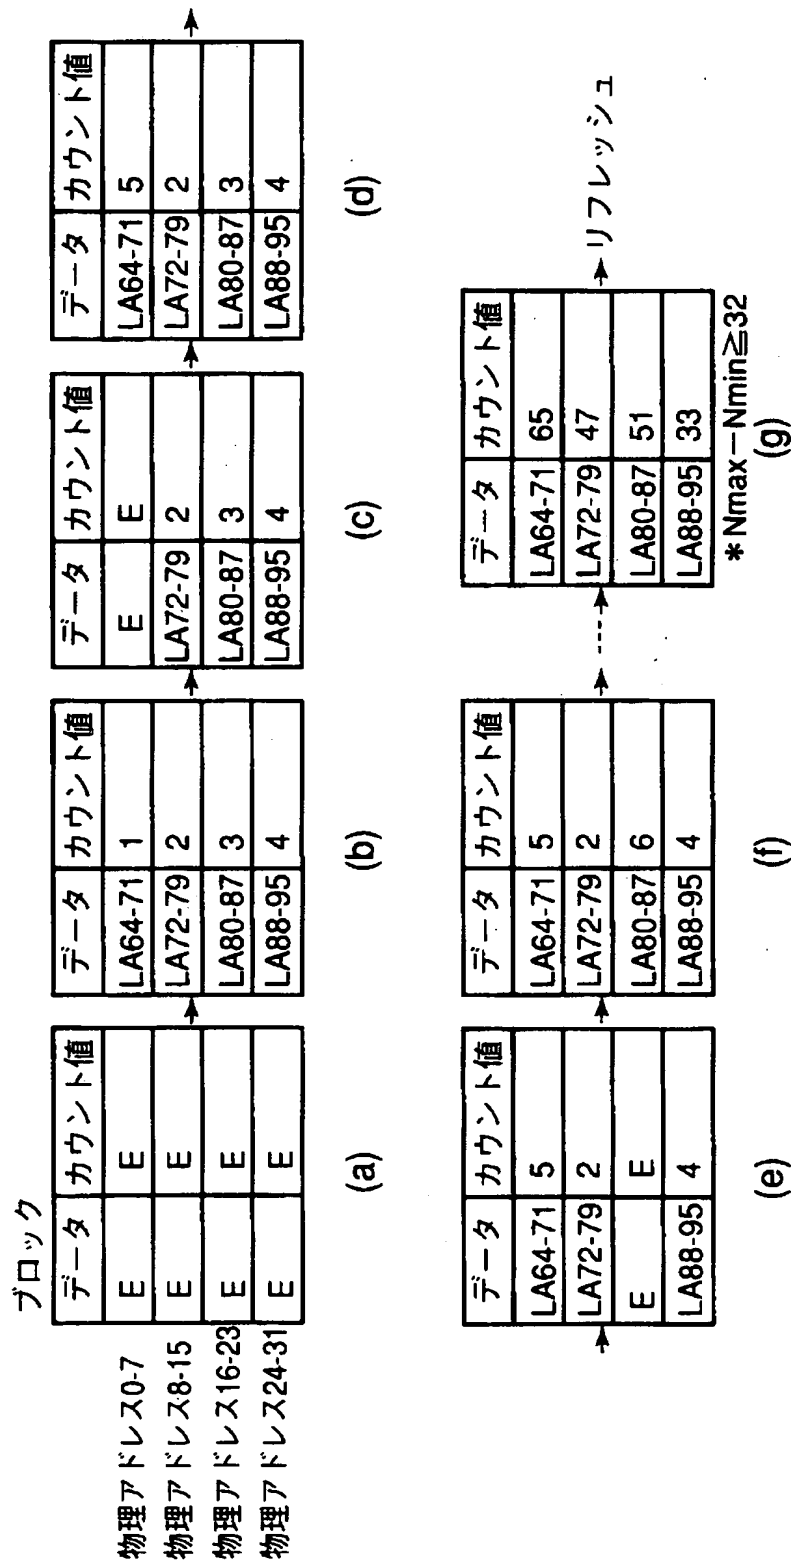 ブロック
データ カウント値
物理アドレス0-7 E E
物理アドレス8-15 E E
物理アドレス16-23 E E
物理アドレス24-31 E E
(a)
データ カウント値
LA64-71 1
LA72-79 2
LA80-87 3
LA88-95 4
(b)
データ カウント値
E E
LA72-79 2
LA80-87 3
LA88-95 4
(c)
データ カウント値
LA64-71 5
LA72-79 2
LA80-87 3
LA88-95 4
(d)
データ カウント値
LA64-71 5
LA72-79 2
E E
LA88-95 4
(e)
データ カウント値
LA64-71 5
LA72-79 2
LA80-87 6
LA88-95 4
(f)
データ カウント値
LA64-71 65
LA72-79 47
LA80-87 51
LA88-95 33
*Nmax−Nmin≧32
(g)
リフレッシュ